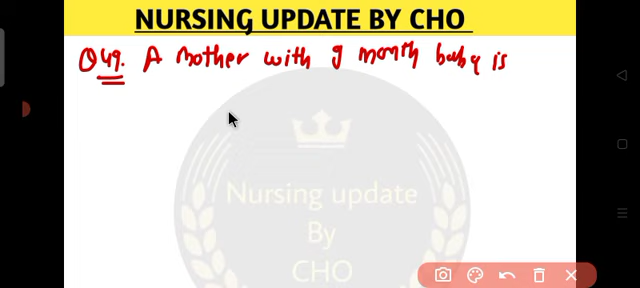 NURSING UPDATE BY CHO
Q49. A mother with 9 month baby is
Nursing update
By
CHO